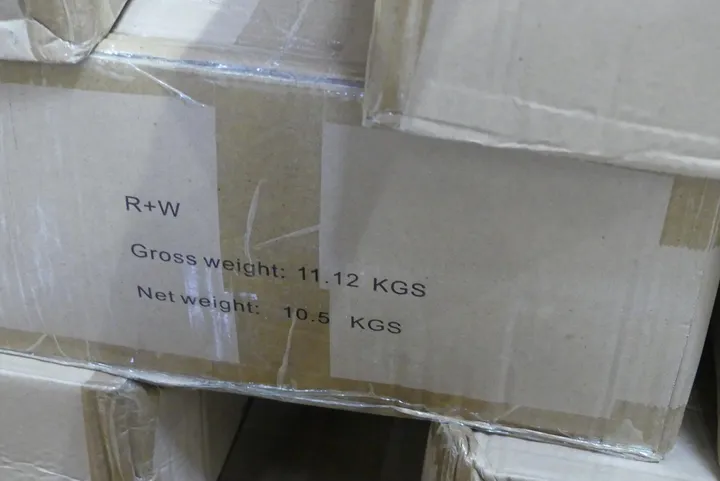 R+W
Gross weight: 11.12 KGS
Net weight: 10.5 KGS